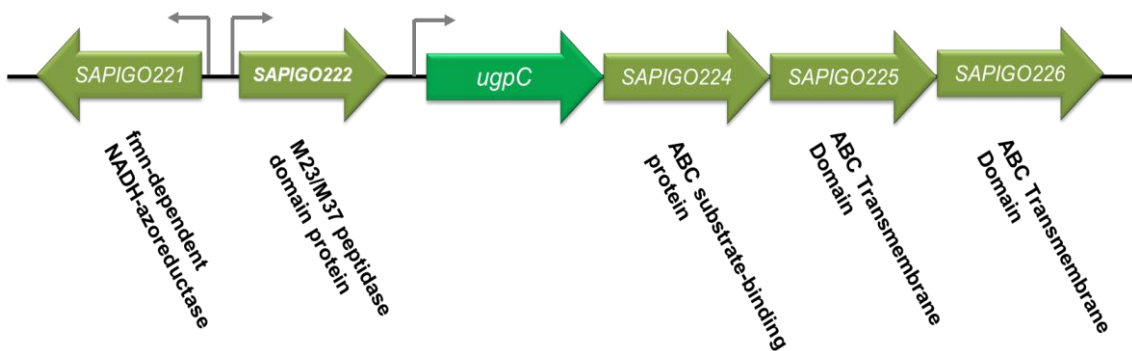 SAPIGO221
SAPIGO222
ugpC
SAPIGO224
SAPIGO225
SAPIGO226
fmn-dependent
NADH-azoreductase
M23/M37 peptidase
domain protein
ABC substrate-binding
protein
ABC Transmembrane
Domain
ABC Transmembrane
Domain